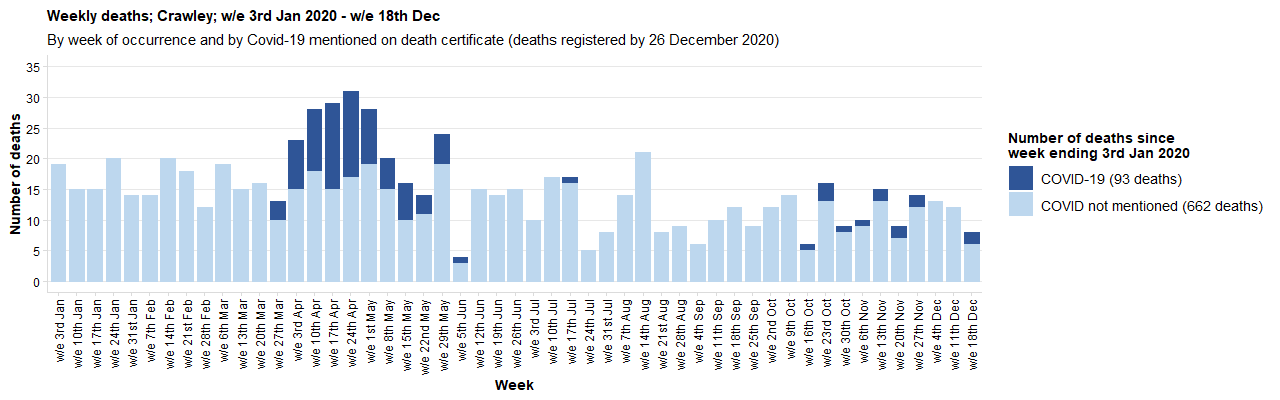 Weekly deaths; Crawley; w/e 3rd Jan 2020 - w/e 18th Dec
By week of occurrence and by Covid-19 mentioned on death certificate (deaths registered by 26 December 2020)
Number of deaths
35
30
25
20
15
10
5
0
w/e 3rd Jan
w/e 10th Jan
w/e 17th Jan
w/e 24th Jan
w/e 31st Jan
w/e 7th Feb
w/e 14th Feb
w/e 21st Feb
w/e 28th Feb
w/e 6th Mar
w/e 13th Mar
w/e 20th Mar
w/e 27th Mar
w/e 3rd Apr
w/e 10th Apr
w/e 17th Apr
w/e 24th Apr
w/e 1st May
w/e 8th May
w/e 15th May
w/e 22nd May
w/e 29th May
w/e 5th Jun
w/e 12th Jun
w/e 19th Jun
w/e 26th Jun
w/e 3rd Jul
w/e 10th Jul
w/e 17th Jul
w/e 24th Jul
w/e 31st Jul
w/e 7th Aug
w/e 14th Aug
w/e 21st Aug
w/e 28th Aug
w/e 4th Sep
w/e 11th Sep
w/e 18th Sep
w/e 25th Sep
w/e 2nd Oct
w/e 9th Oct
w/e 16th Oct
w/e 23rd Oct
w/e 30th Oct
w/e 6th Nov
w/e 13th Nov
w/e 20th Nov
w/e 27th Nov
w/e 4th Dec
w/e 11th Dec
w/e 18th Dec
Week
Number of deaths since
week ending 3rd Jan 2020
COVID-19 (93 deaths)
COVID not mentioned (662 deaths)